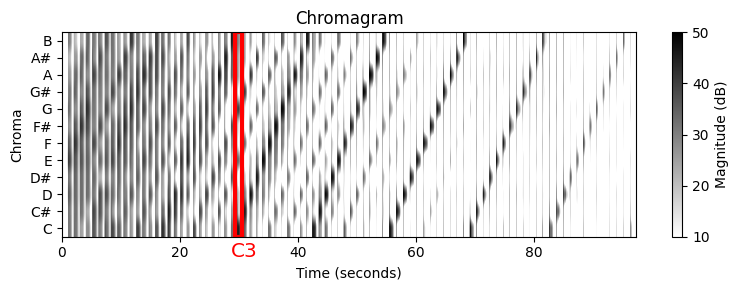 Chromagram
B
A#
A
G#
G
F#
F
E
D#
D
C#
C
Chroma
0 20 40 60 80
C3
Time (seconds)
50
40
30
20
10
Magnitude (dB)